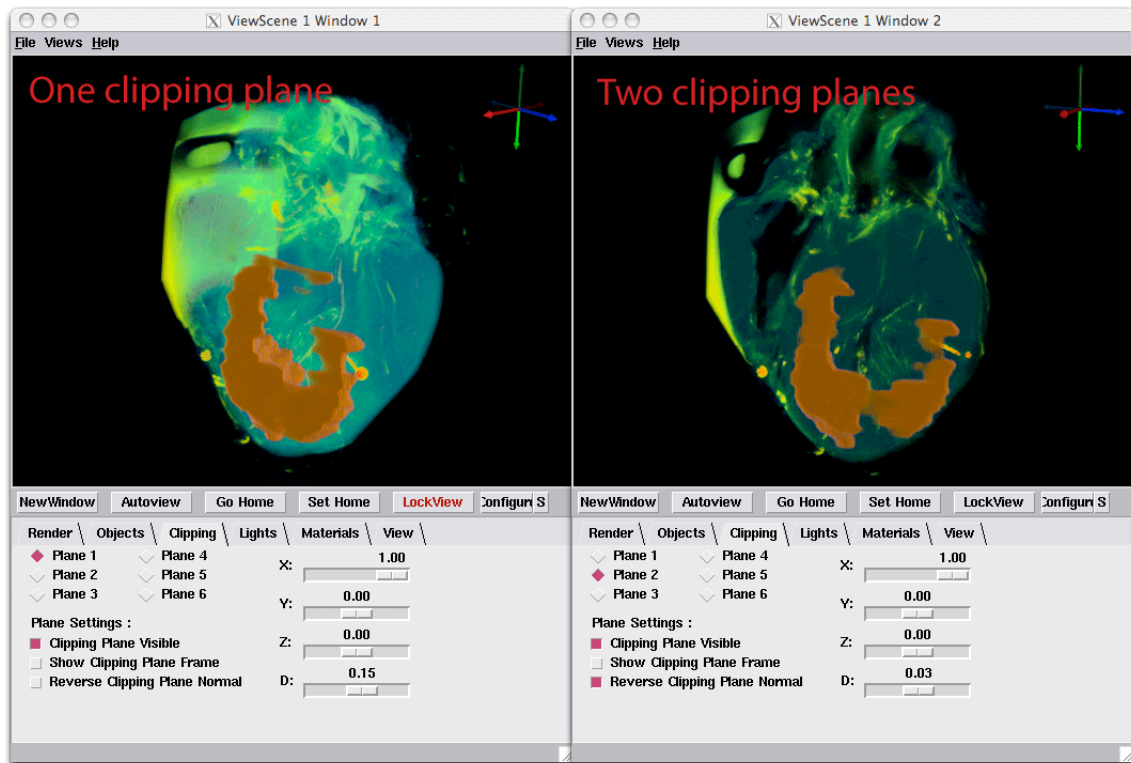 ViewScene 1 Window 1
File Views Help
One clipping plane
NewWindow Autoview Go Home Set Home LockView Configure S
Render Objects Clipping Lights Materials View
Plane 1 Plane 4
Plane 2 Plane 5
Plane 3 Plane 6
Plane Settings :
Clipping Plane Visible
Show Clipping Plane Frame
Reverse Clipping Plane Normal
X: 1.00
Y: 0.00
Z: 0.00
D: 0.15
ViewScene 1 Window 2
File Views Help
Two clipping planes
NewWindow Autoview Go Home Set Home LockView Configure S
Render Objects Clipping Lights Materials View
Plane 1 Plane 4
Plane 2 Plane 5
Plane 3 Plane 6
Plane Settings :
Clipping Plane Visible
Show Clipping Plane Frame
Reverse Clipping Plane Normal
X: 1.00
Y: 0.00
Z: 0.00
D: 0.03